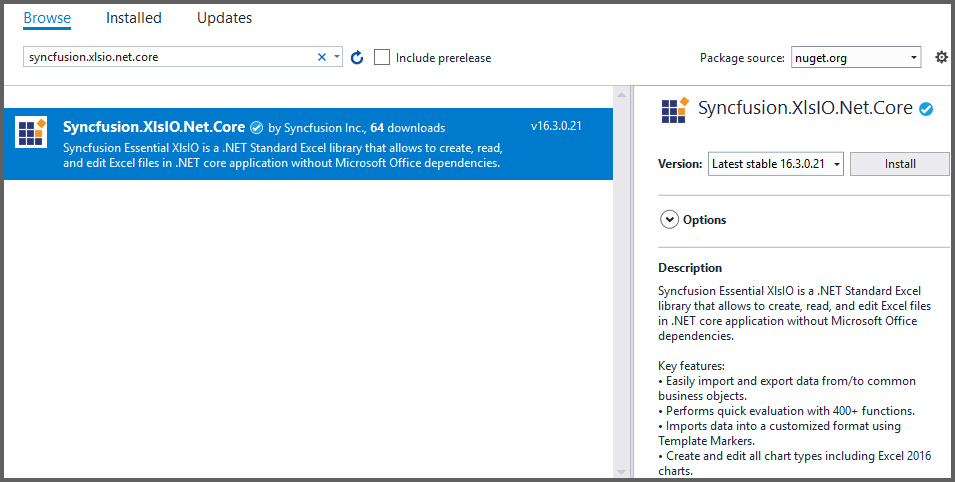 Browse Installed Updates
syncfusion.xlsio.net.core Include prerelease Package source: nuget.org
Syncfusion.XlsIO.Net.Core by Syncfusion Inc., 64 downloads v16.3.0.21
Syncfusion Essential XlsIO is a .NET Standard Excel library that allows to create, read,
and edit Excel files in .NET core application without Microsoft Office dependencies.
Syncfusion.XlsIO.Net.Core
Version: Latest stable 16.3.0.21 Install
Options
Description
Syncfusion Essential XlsIO is a .NET Standard Excel
library that allows to create, read, and edit Excel files
in .NET core application without Microsoft Office
dependencies.
Key features:
• Easily import and export data from/to common
business objects.
• Performs quick evaluation with 400+ functions.
• Imports data into a customized format using
Template Markers.
• Create and edit all chart types including Excel 2016
charts.